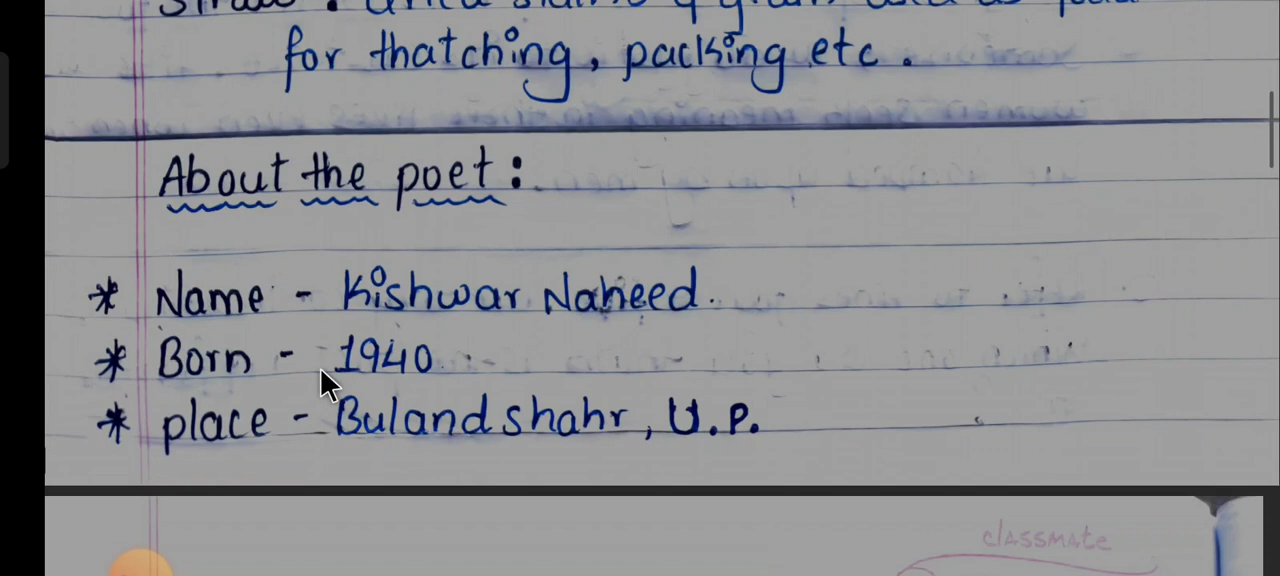 for thatching, packing etc.
About the poet:
* Name - Kishwar Naheed.
* Born - 1940
* place - Bulandshahr, U.P.
classmate